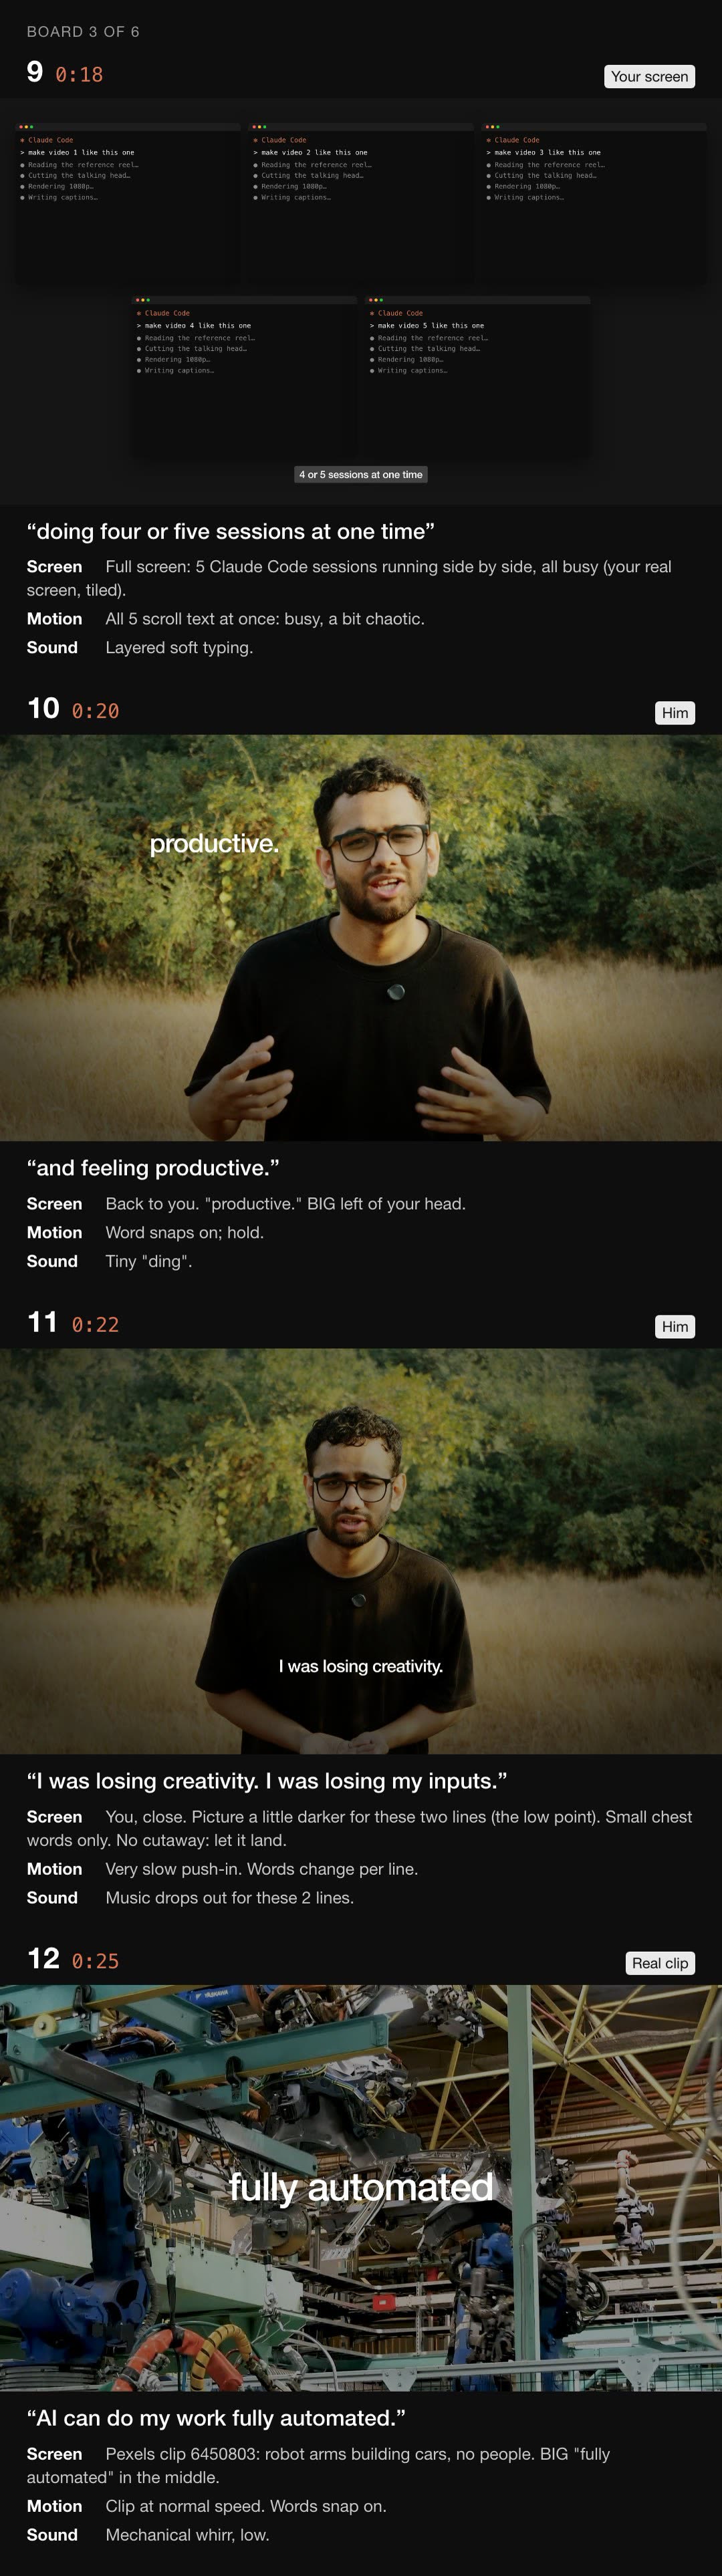 BOARD 3 OF 6
9 0:18
Your screen
✳ Claude Code
> make video 1 like this one
● Reading the reference reel…
● Cutting the talking head…
● Rendering 1080p…
● Writing captions…
✳ Claude Code
> make video 2 like this one
● Reading the reference reel…
● Cutting the talking head…
● Rendering 1080p…
● Writing captions…
✳ Claude Code
> make video 3 like this one
● Reading the reference reel…
● Cutting the talking head…
● Rendering 1080p…
● Writing captions…
✳ Claude Code
> make video 4 like this one
● Reading the reference reel…
● Cutting the talking head…
● Rendering 1080p…
● Writing captions…
✳ Claude Code
> make video 5 like this one
● Reading the reference reel…
● Cutting the talking head…
● Rendering 1080p…
● Writing captions…
4 or 5 sessions at one time
“doing four or five sessions at one time”
Screen Full screen: 5 Claude Code sessions running side by side, all busy (your real
screen, tiled).
Motion All 5 scroll text at once: busy, a bit chaotic.
Sound Layered soft typing.
10 0:20
Him
productive.
“and feeling productive.”
Screen Back to you. "productive." BIG left of your head.
Motion Word snaps on; hold.
Sound Tiny "ding".
11 0:22
Him
I was losing creativity.
“I was losing creativity. I was losing my inputs.”
Screen You, close. Picture a little darker for these two lines (the low point). Small chest
words only. No cutaway: let it land.
Motion Very slow push-in. Words change per line.
Sound Music drops out for these 2 lines.
12 0:25
Real clip
fully automated
“AI can do my work fully automated.”
Screen Pexels clip 6450803: robot arms building cars, no people. BIG "fully
automated" in the middle.
Motion Clip at normal speed. Words snap on.
Sound Mechanical whirr, low.